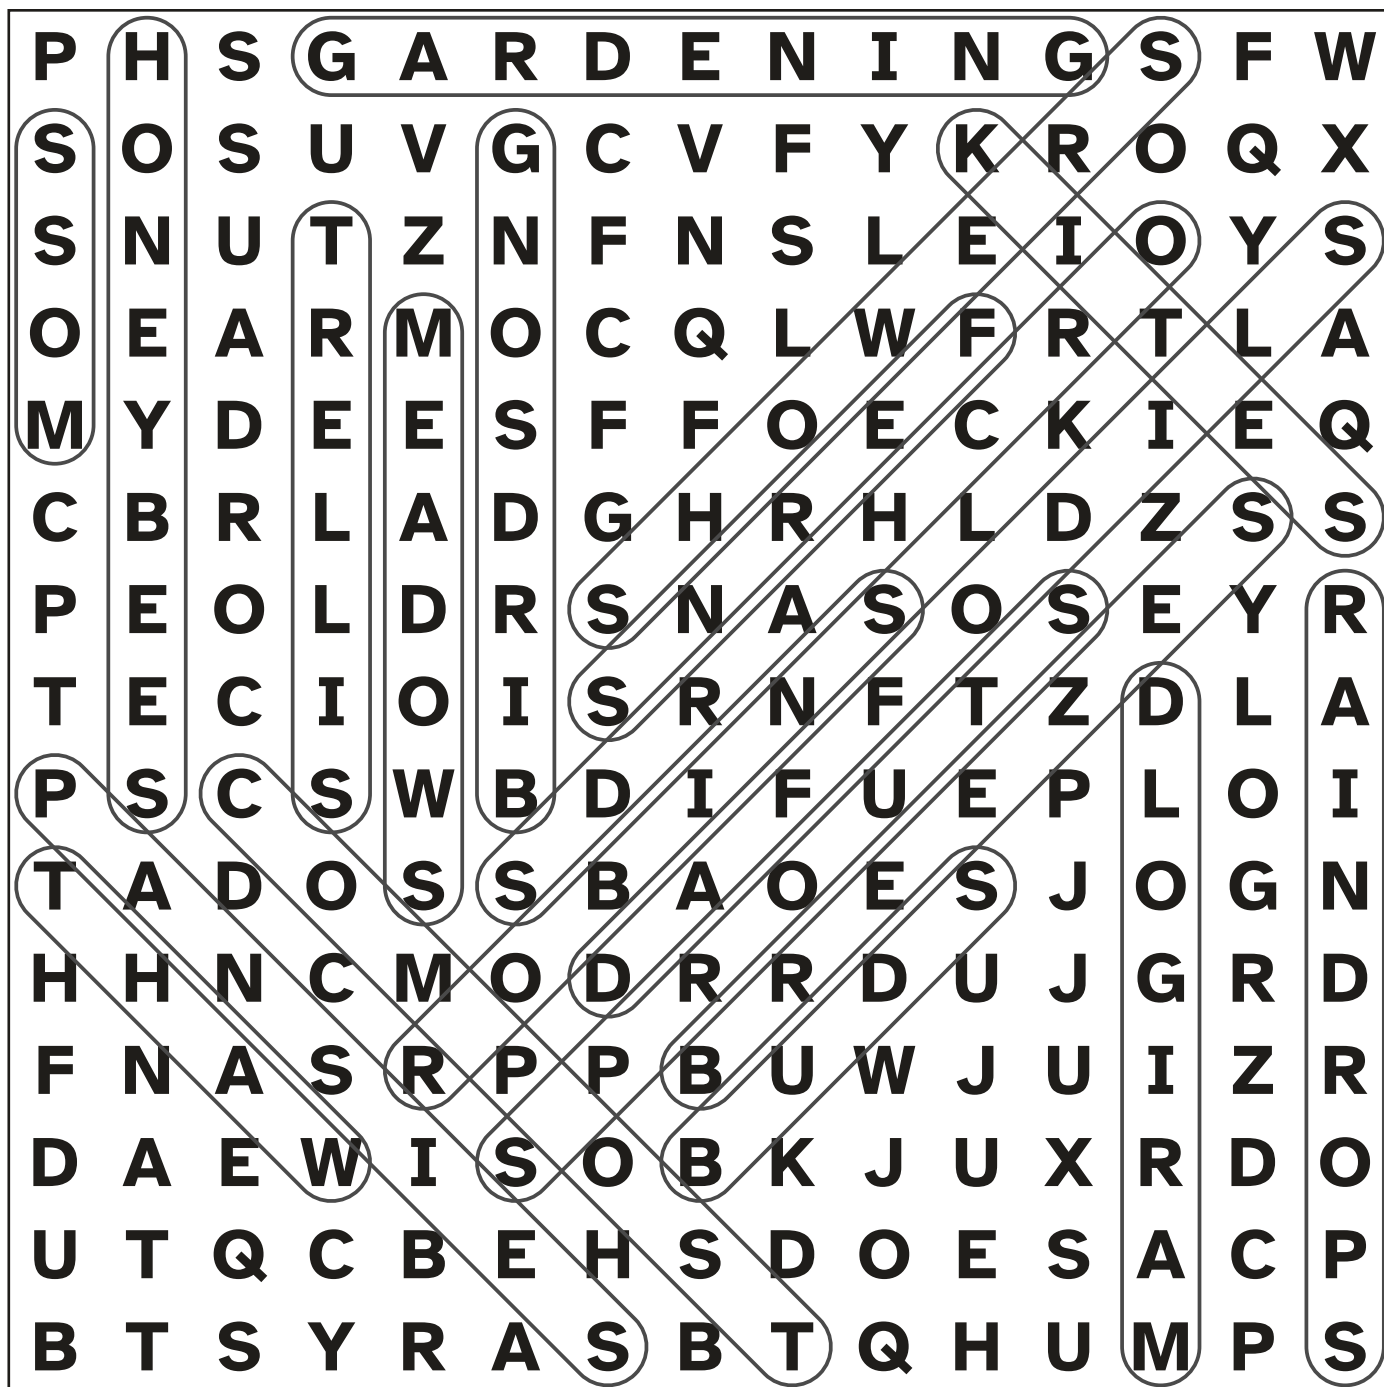 P H S G A R D E N I N G S F W
S O S U V G C V F Y K R O Q X
S N U T Z N F N S L E I O Y S
O E A R M O C Q L W F R T L A
M Y D E E S F F O E C K I E Q
C B R L A D G H R H L D Z S S
P E O L D R S N A S O S E Y R
T E C I O I S R N F T Z D L A
P S C S W B D I F U E P L O I
T A D O S S B A O E S J O G N
H H N C M O D R R D U J G R D
F N A S R P P B U W J U I Z R
D A E W I S O B K J U X R D O
U T Q C B E H S D O E S A C P
B T S Y R A S B T Q H U M P S